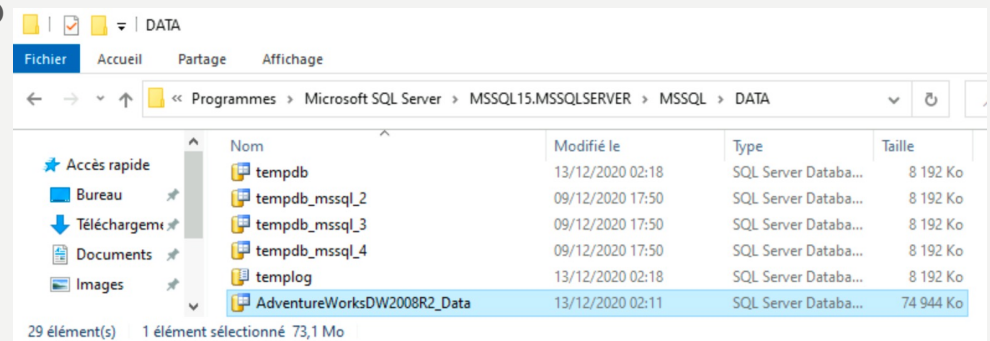 DATA
Fichier Accueil Partage Affichage
« Programmes > Microsoft SQL Server > MSSQL15.MSSQLSERVER > MSSQL > DATA
Nom Modifié le Type Taille
Accès rapide
Bureau
Téléchargeme
Documents
Images
tempdb 13/12/2020 02:18 SQL Server Databa... 8 192 Ko
tempdb_mssql_2 09/12/2020 17:50 SQL Server Databa... 8 192 Ko
tempdb_mssql_3 09/12/2020 17:50 SQL Server Databa... 8 192 Ko
tempdb_mssql_4 09/12/2020 17:50 SQL Server Databa... 8 192 Ko
templog 13/12/2020 02:18 SQL Server Databa... 8 192 Ko
AdventureWorksDW2008R2_Data 13/12/2020 02:11 SQL Server Databa... 74 944 Ko
29 élément(s) 1 élément sélectionné 73,1 Mo